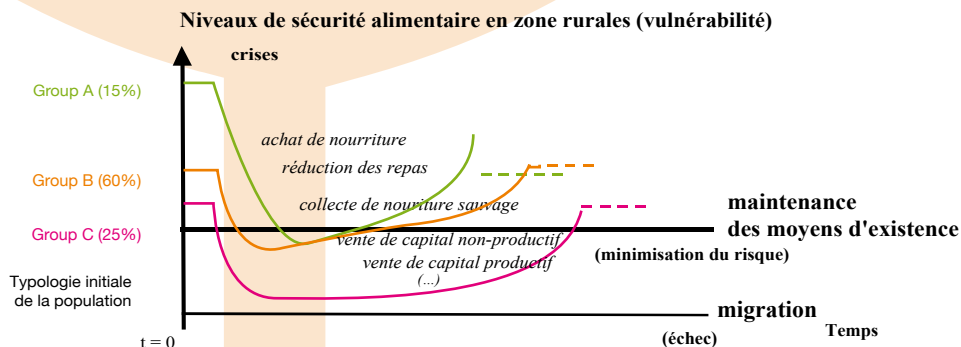 Niveaux de sécurité alimentaire en zone rurales (vulnérabilité)
crises
Group A (15%)
achat de nourriture
réduction des repas
Group B (60%)
collecte de nouriture sauvage
maintenance
des moyens d'existence
Group C (25%)
vente de capital non-productif
(minimisation du risque)
vente de capital productif
(...)
Typologie initiale
de la population
migration
Temps
(échec)
t = 0